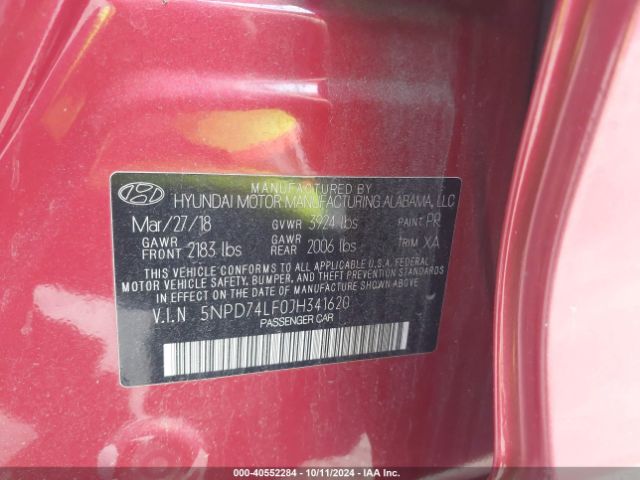 MANUFACTURED BY
HYUNDAI MOTOR MANUFACTURING ALABAMA, LLC
Mar/27/18 GVWR 3924 lbs PAINT PR
GAWR FRONT 2183 lbs GAWR REAR 2006 lbs TRIM XA
THIS VEHICLE CONFORMS TO ALL APPLICABLE U.S.A. FEDERAL
MOTOR VEHICLE SAFETY, BUMPER, AND THEFT PREVENTION STANDARDS
IN EFFECT ON THE DATE OF MANUFACTURE SHOWN ABOVE.
V.I.N 5NPD74LF0JH341620
PASSENGER CAR
000-40552284 - 10/11/2024 - IAA Inc.